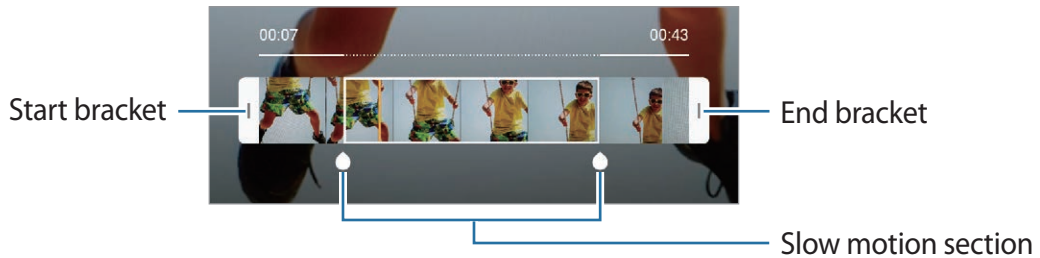 00:07
00:43
Start bracket
End bracket
Slow motion section